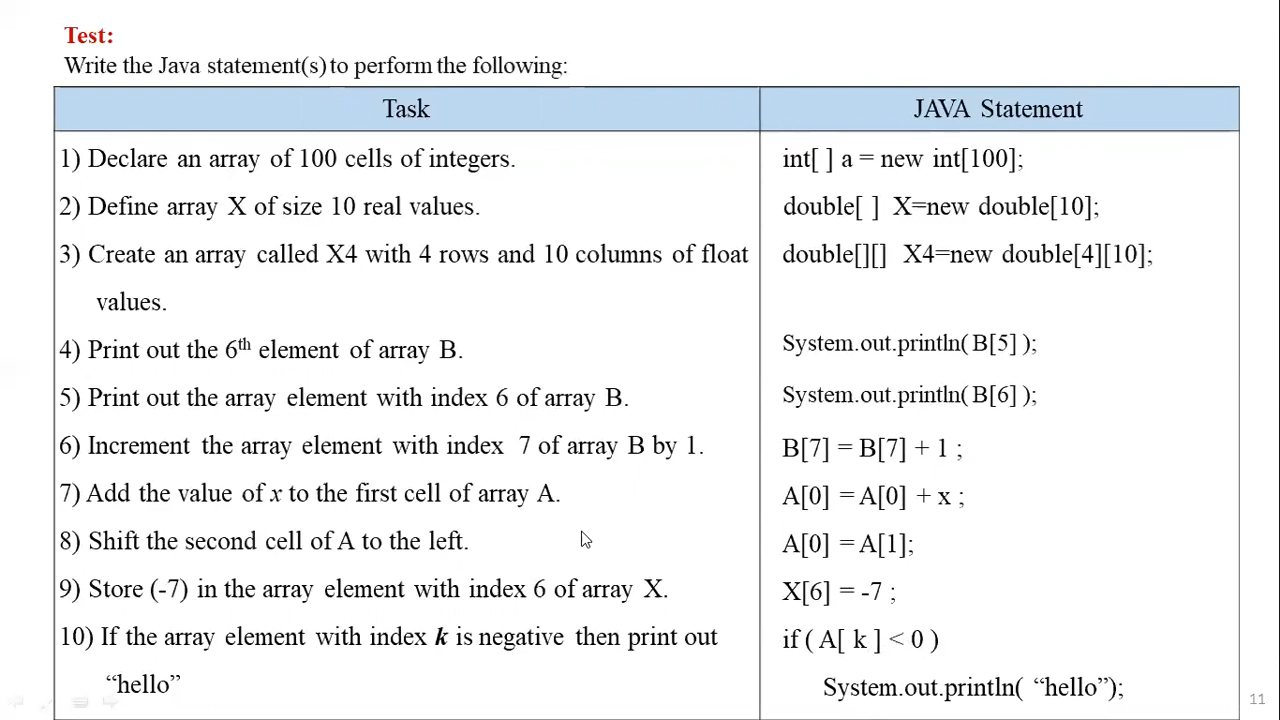 Test:
Write the Java statement(s) to perform the following:
Task
JAVA Statement
1) Declare an array of 100 cells of integers.
int[ ] a = new int[100];
2) Define array X of size 10 real values.
double[ ] X=new double[10];
3) Create an array called X4 with 4 rows and 10 columns of float
values.
double[][] X4=new double[4][10];
4) Print out the 6th element of array B.
System.out.println( B[5] );
5) Print out the array element with index 6 of array B.
System.out.println( B[6] );
6) Increment the array element with index 7 of array B by 1.
B[7] = B[7] + 1 ;
7) Add the value of x to the first cell of array A.
A[0] = A[0] + x ;
8) Shift the second cell of A to the left.
A[0] = A[1];
9) Store (-7) in the array element with index 6 of array X.
X[6] = -7 ;
10) If the array element with index k is negative then print out
“hello”
if ( A[ k ] < 0 )
System.out.println( “hello”);
11